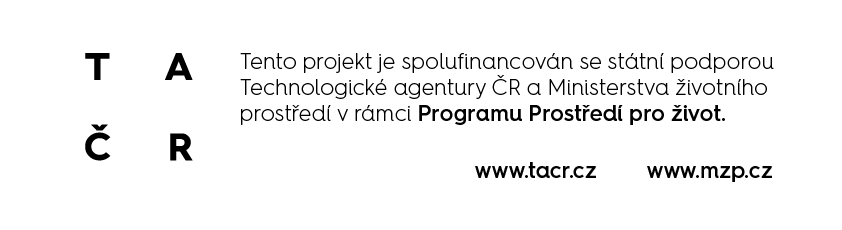 T A
Č R
Tento projekt je spolufinancován se státní podporou
Technologické agentury ČR a Ministerstva životního
prostředí v rámci Programu Prostředí pro život.
www.tacr.cz www.mzp.cz